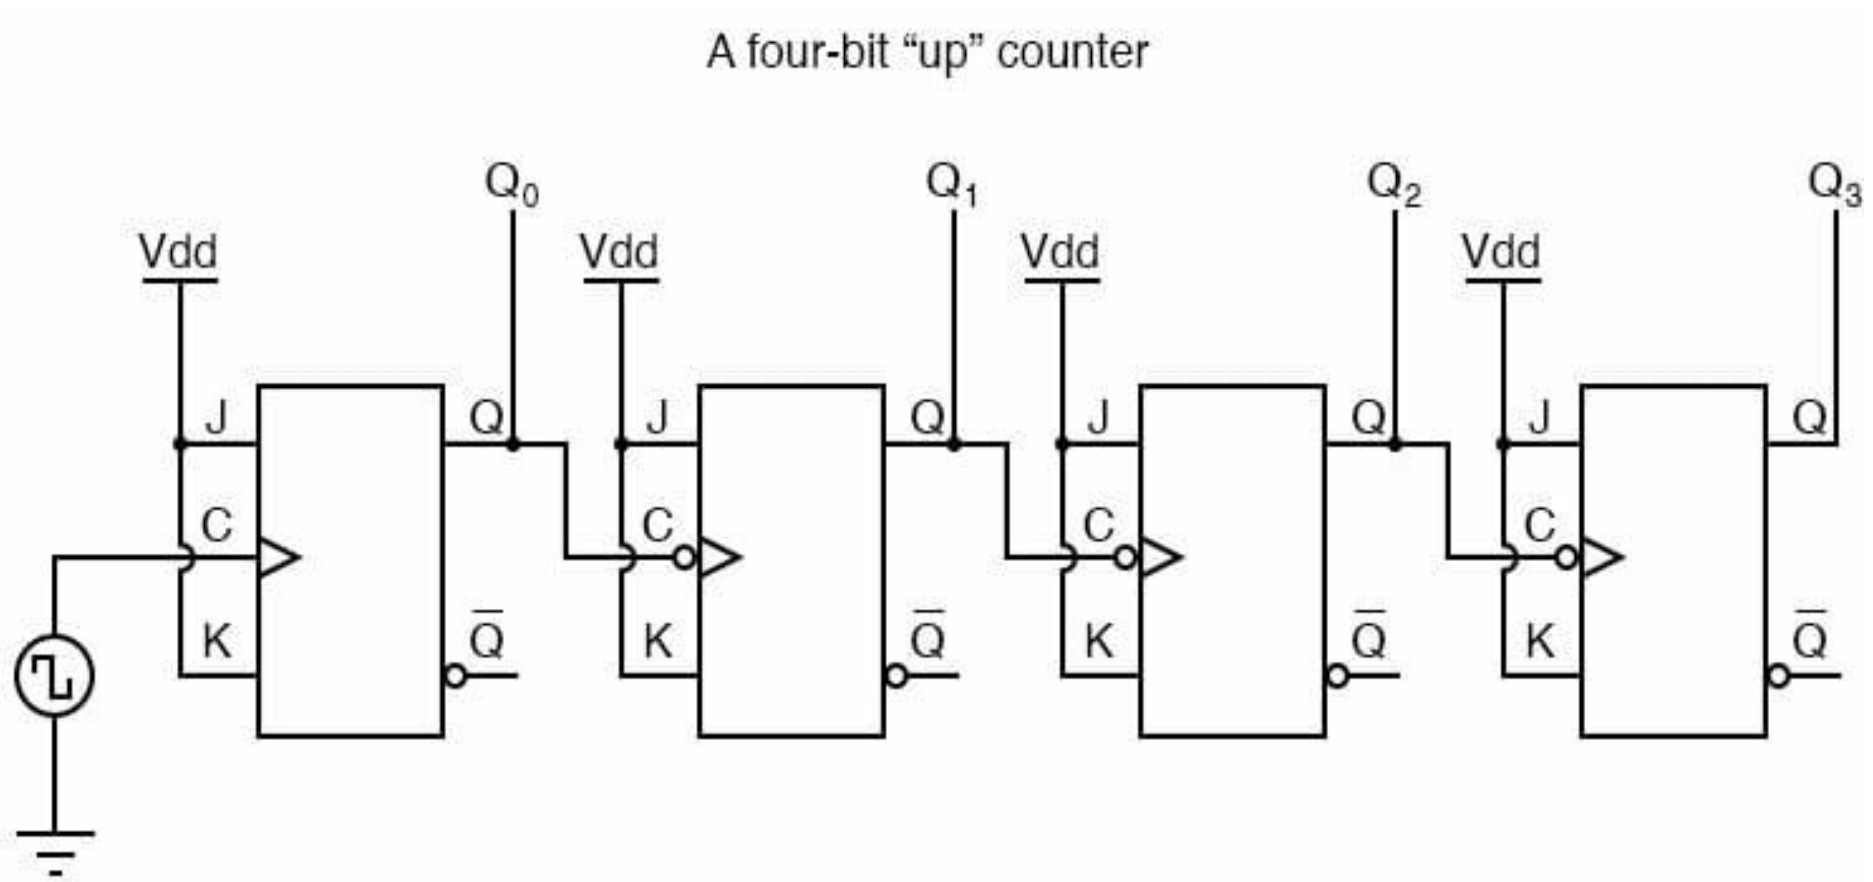 A four-bit “up” counter
Q0 Q1 Q2 Q3
Vdd Vdd Vdd Vdd
J Q J Q J Q J Q
C C C C
K Q̅ K Q̅ K Q̅ K Q̅